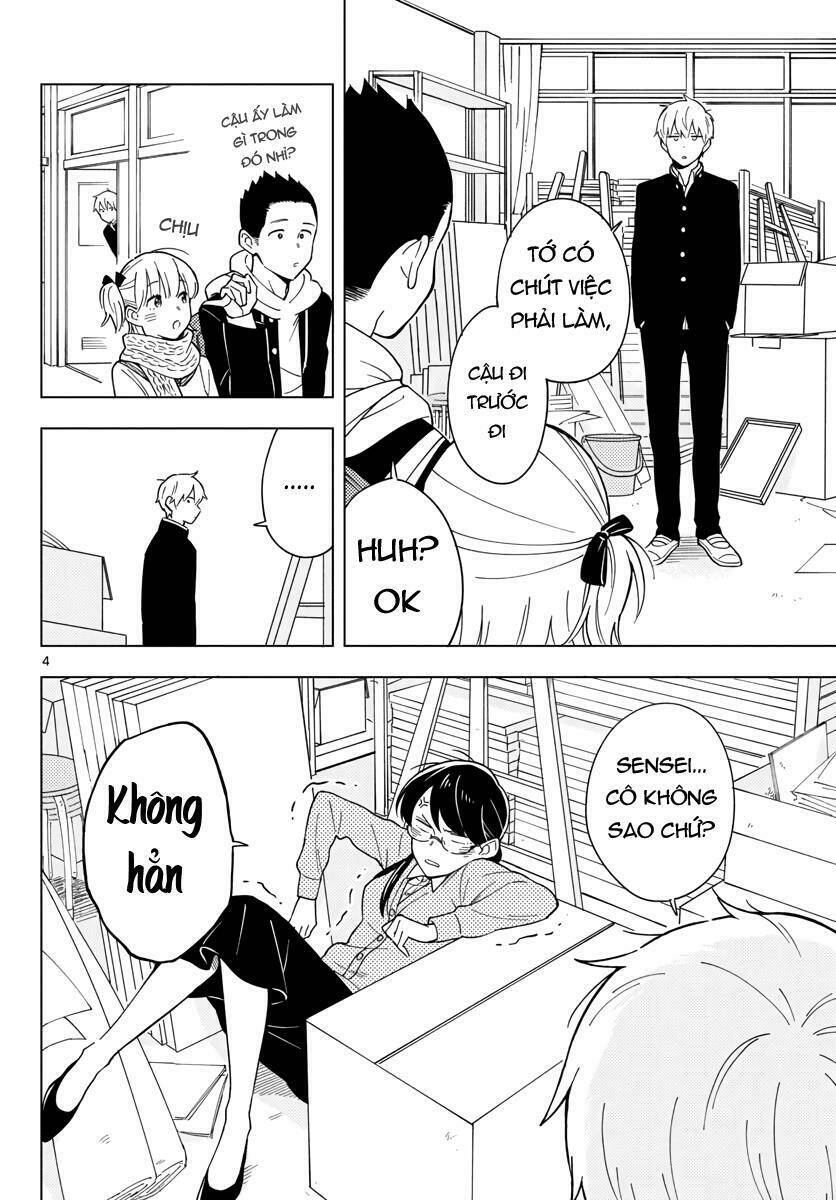 TỚ CÓ
CHÚT VIỆC
PHẢI LÀM,
CẬU ĐI
TRƯỚC
ĐI
HUH?
OK
CẬU ẤY LÀM
GÌ TRONG
ĐÓ NHỈ?
CHỊU
.....
4
SENSEI...
CÔ KHÔNG
SAO CHỨ?
Không
hẳn